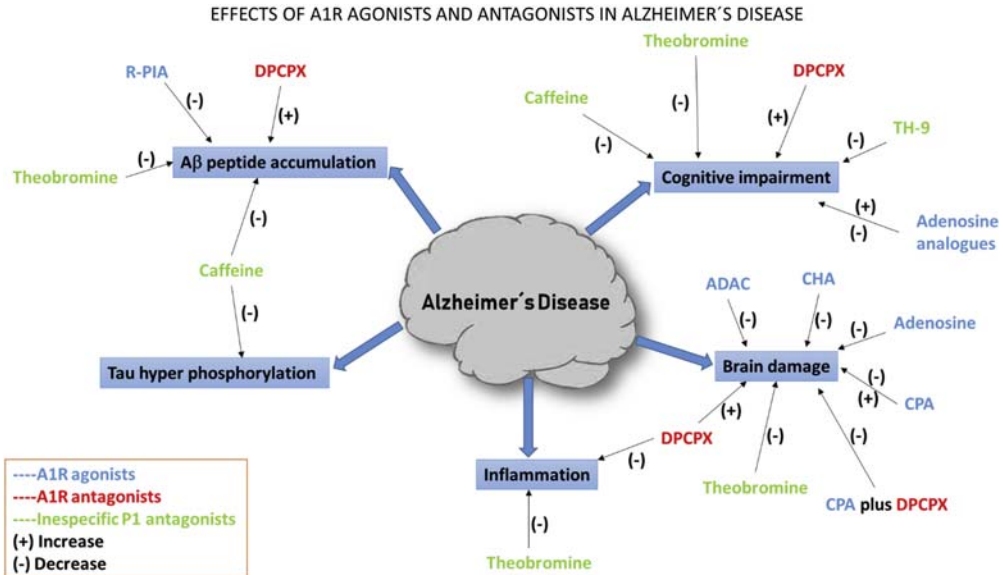 EFFECTS OF A1R AGONISTS AND ANTAGONISTS IN ALZHEIMER´S DISEASE
R-PIA
DPCPX
(-)
(+)
Theobromine
(-)
Aβ peptide accumulation
(-)
Caffeine
(-)
Tau hyper phosphorylation
Theobromine
Caffeine
DPCPX
(-)
(-)
(+)
(-)
TH-9
Cognitive impairment
(+)
(-)
Adenosine
analogues
Alzheimer´s Disease
ADAC
CHA
(-)
(-)
(-)
Adenosine
Brain damage
(-)
(+)
CPA
(+)
DPCPX
(-)
(-)
(-)
Theobromine
CPA plus DPCPX
Inflammation
(-)
Theobromine
----A1R agonists
----A1R antagonists
----Inespecific P1 antagonists
(+) Increase
(-) Decrease